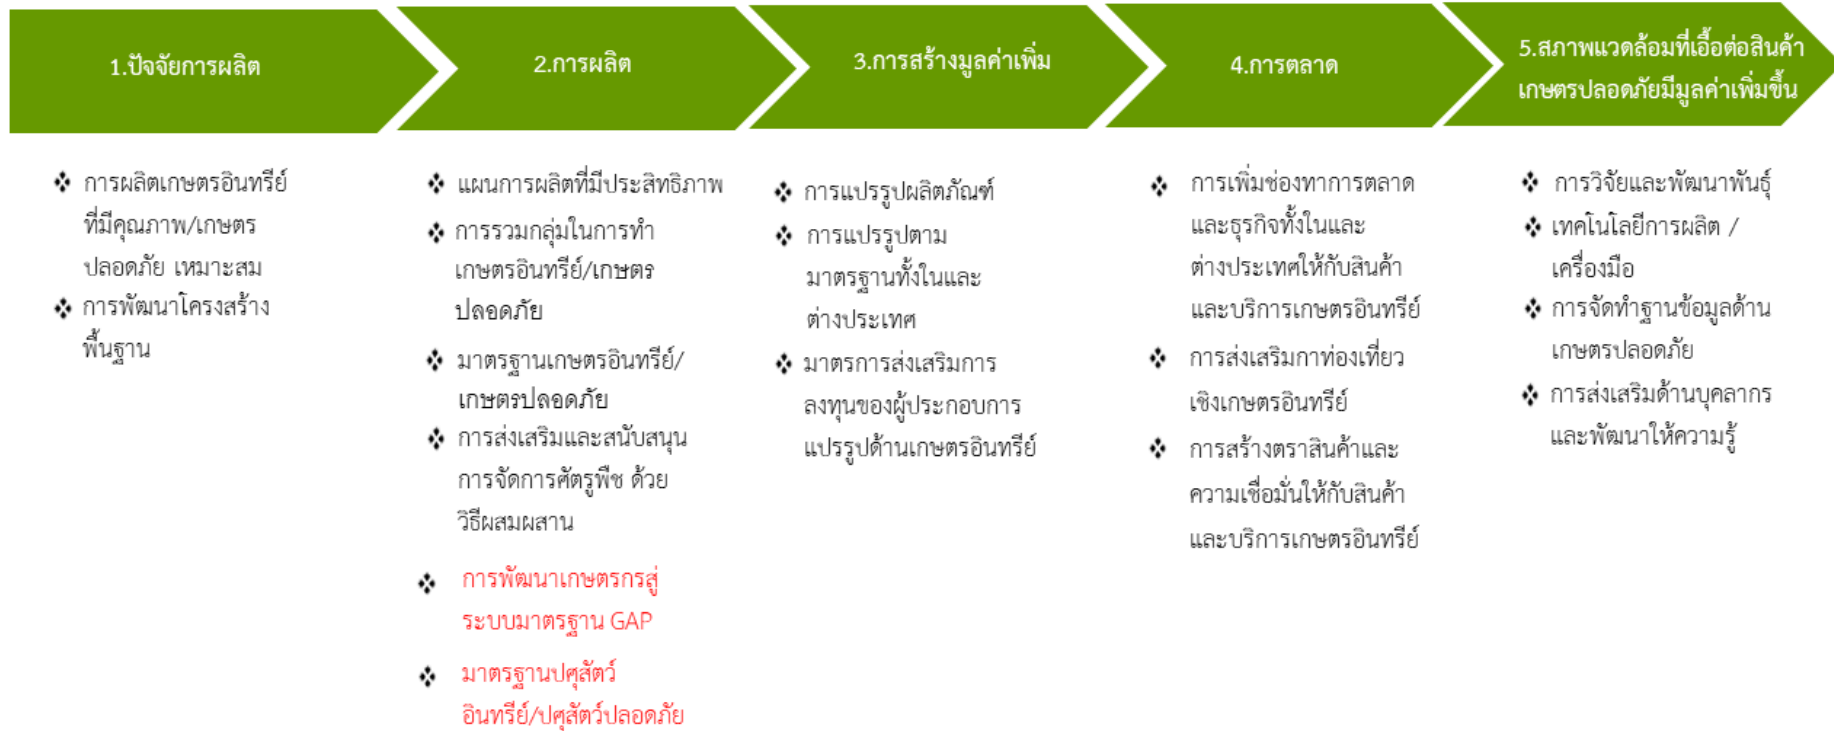 1.ปัจจัยการผลิต
2.การผลิต
3.การสร้างมูลค่าเพิ่ม
4.การตลาด
5.สภาพแวดล้อมที่เอื้อต่อสินค้า
เกษตรปลอดภัยมีมูลค่าเพิ่มขึ้น
❖ การผลิตเกษตรอินทรีย์
ที่มีคุณภาพ/เกษตร
ปลอดภัย เหมาะสม
❖ การพัฒนาโครงสร้าง
พื้นฐาน
❖ แผนการผลิตที่มีประสิทธิภาพ
❖ การรวมกลุ่มในการทำ
เกษตรอินทรีย์/เกษตร
ปลอดภัย
❖ มาตรฐานเกษตรอินทรีย์/
เกษตรปลอดภัย
❖ การส่งเสริมและสนับสนุน
การจัดการศัตรูพืช ด้วย
วิธีผสมผสาน
❖ การพัฒนาเกษตรกรสู่
ระบบมาตรฐาน GAP
❖ มาตรฐานปศุสัตว์
อินทรีย์/ปศุสัตว์ปลอดภัย
❖ การแปรรูปผลิตภัณฑ์
❖ การแปรรูปตาม
มาตรฐานทั้งในและ
ต่างประเทศ
❖ มาตรการส่งเสริมการ
ลงทุนของผู้ประกอบการ
แปรรูปด้านเกษตรอินทรีย์
❖ การเพิ่มช่องทาการตลาด
และธุรกิจทั้งในและ
ต่างประเทศให้กับสินค้า
และบริการเกษตรอินทรีย์
❖ การส่งเสริมกาท่องเที่ยว
เชิงเกษตรอินทรีย์
❖ การสร้างตราสินค้าและ
ความเชื่อมั่นให้กับสินค้า
และบริการเกษตรอินทรีย์
❖ การวิจัยและพัฒนาพันธุ์
❖ เทคโนโลยีการผลิต /
เครื่องมือ
❖ การจัดทำฐานข้อมูลด้าน
เกษตรปลอดภัย
❖ การส่งเสริมด้านบุคลากร
และพัฒนาให้ความรู้